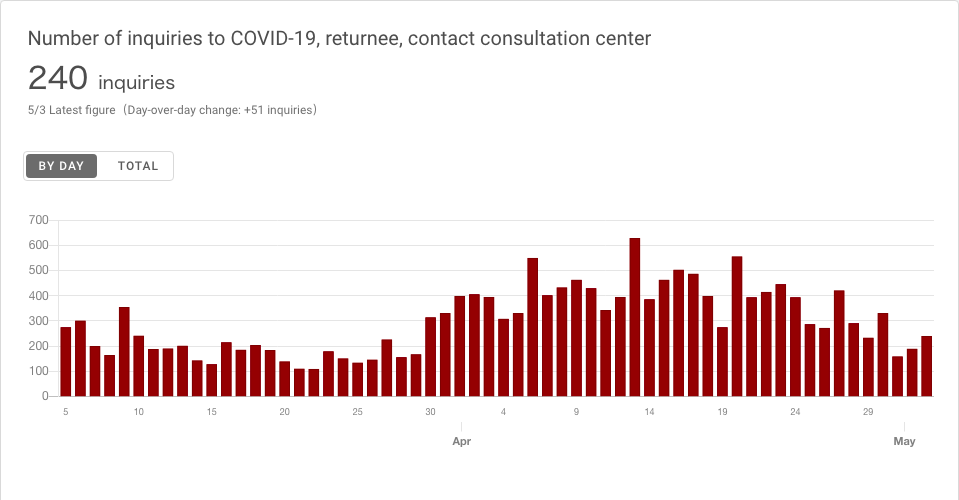 Number of inquiries to COVID-19, returnee, contact consultation center
240 inquiries
5/3 Latest figure（Day-over-day change: +51 inquiries）
BY DAY TOTAL
700
600
500
400
300
200
100
0
5 10 15 20 25 30 4 9 14 19 24 29
Apr May